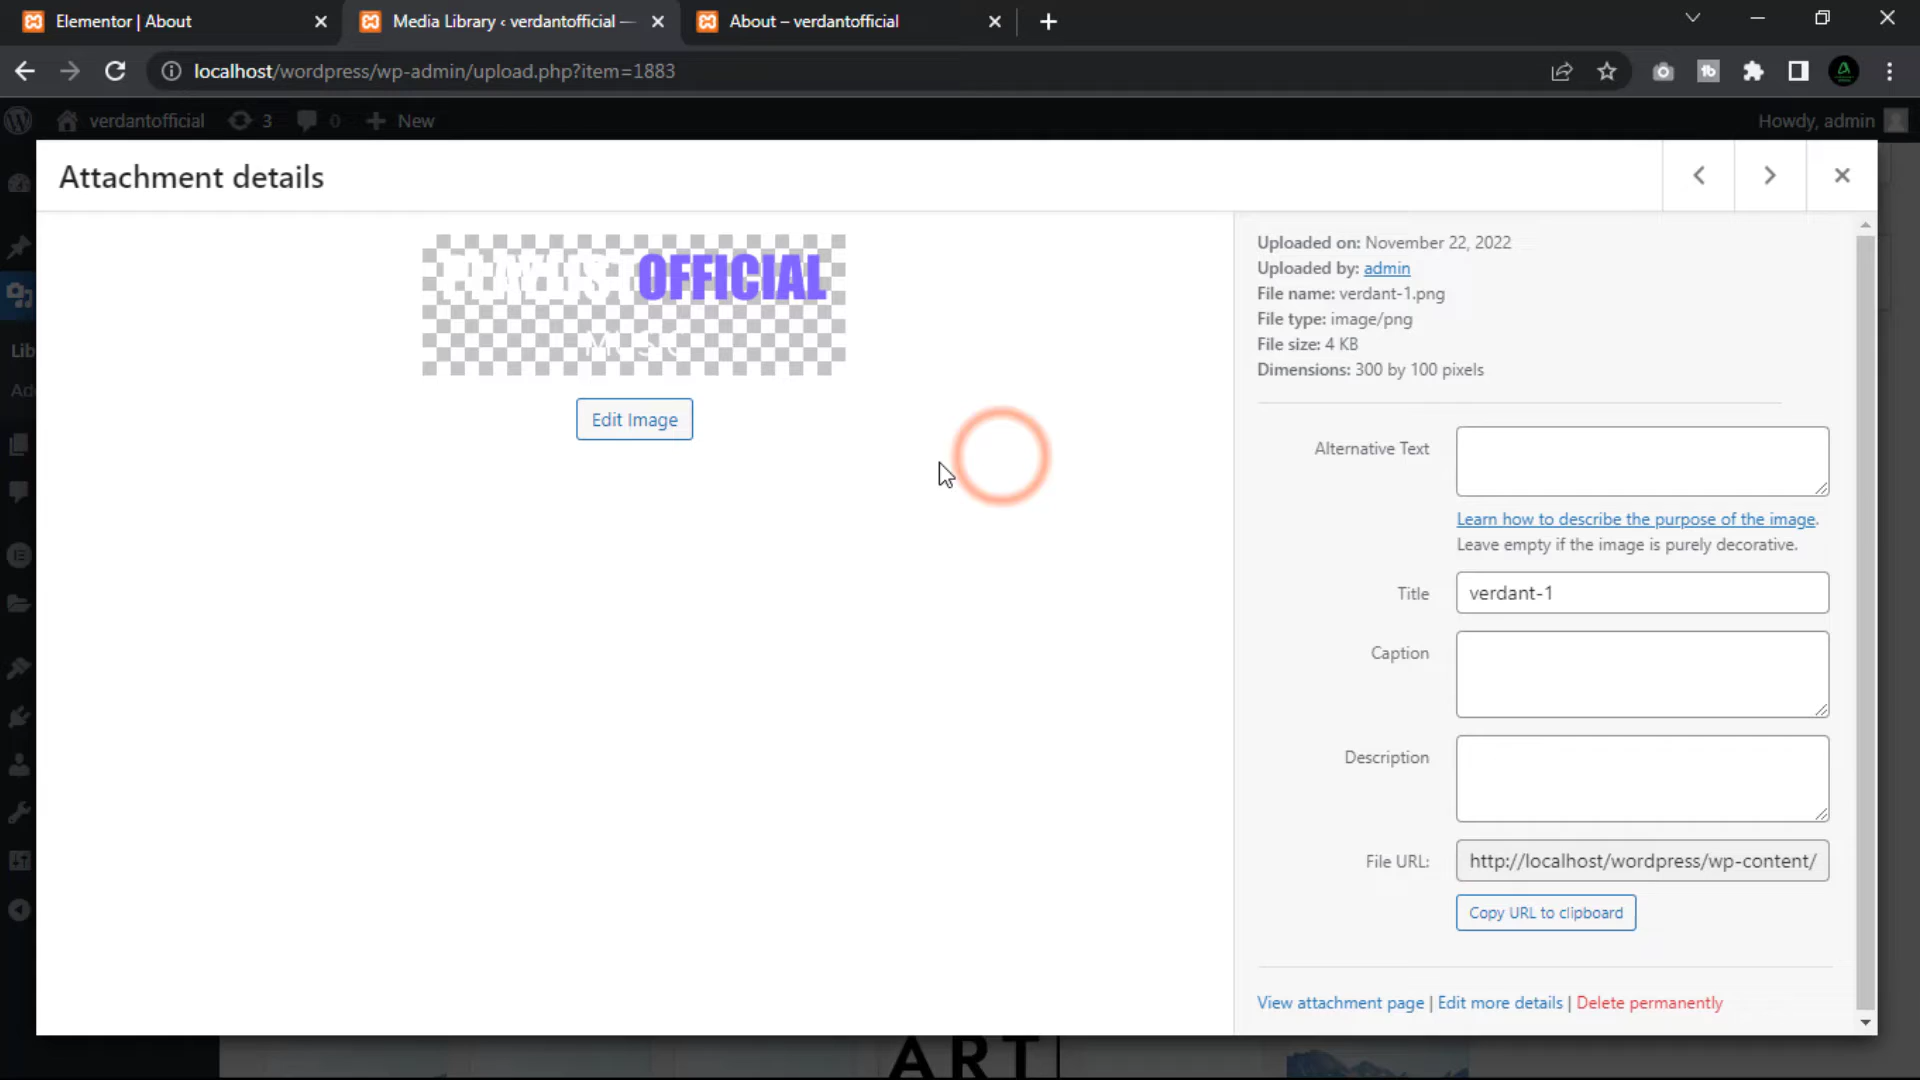 Elementor | About
Media Library ‹ verdantofficial —
About – verdantofficial
localhost/wordpress/wp-admin/upload.php?item=1883
verdantofficial
3
0
New
Howdy, admin
Attachment details
PLAYLISTOFFICIAL
MUSIC
Edit Image
Uploaded on: November 22, 2022
Uploaded by: admin
File name: verdant-1.png
File type: image/png
File size: 4 KB
Dimensions: 300 by 100 pixels
Alternative Text
Learn how to describe the purpose of the image.
Leave empty if the image is purely decorative.
Title
verdant-1
Caption
Description
File URL:
http://localhost/wordpress/wp-content/
Copy URL to clipboard
View attachment page | Edit more details | Delete permanently
Lib
Ad
ART